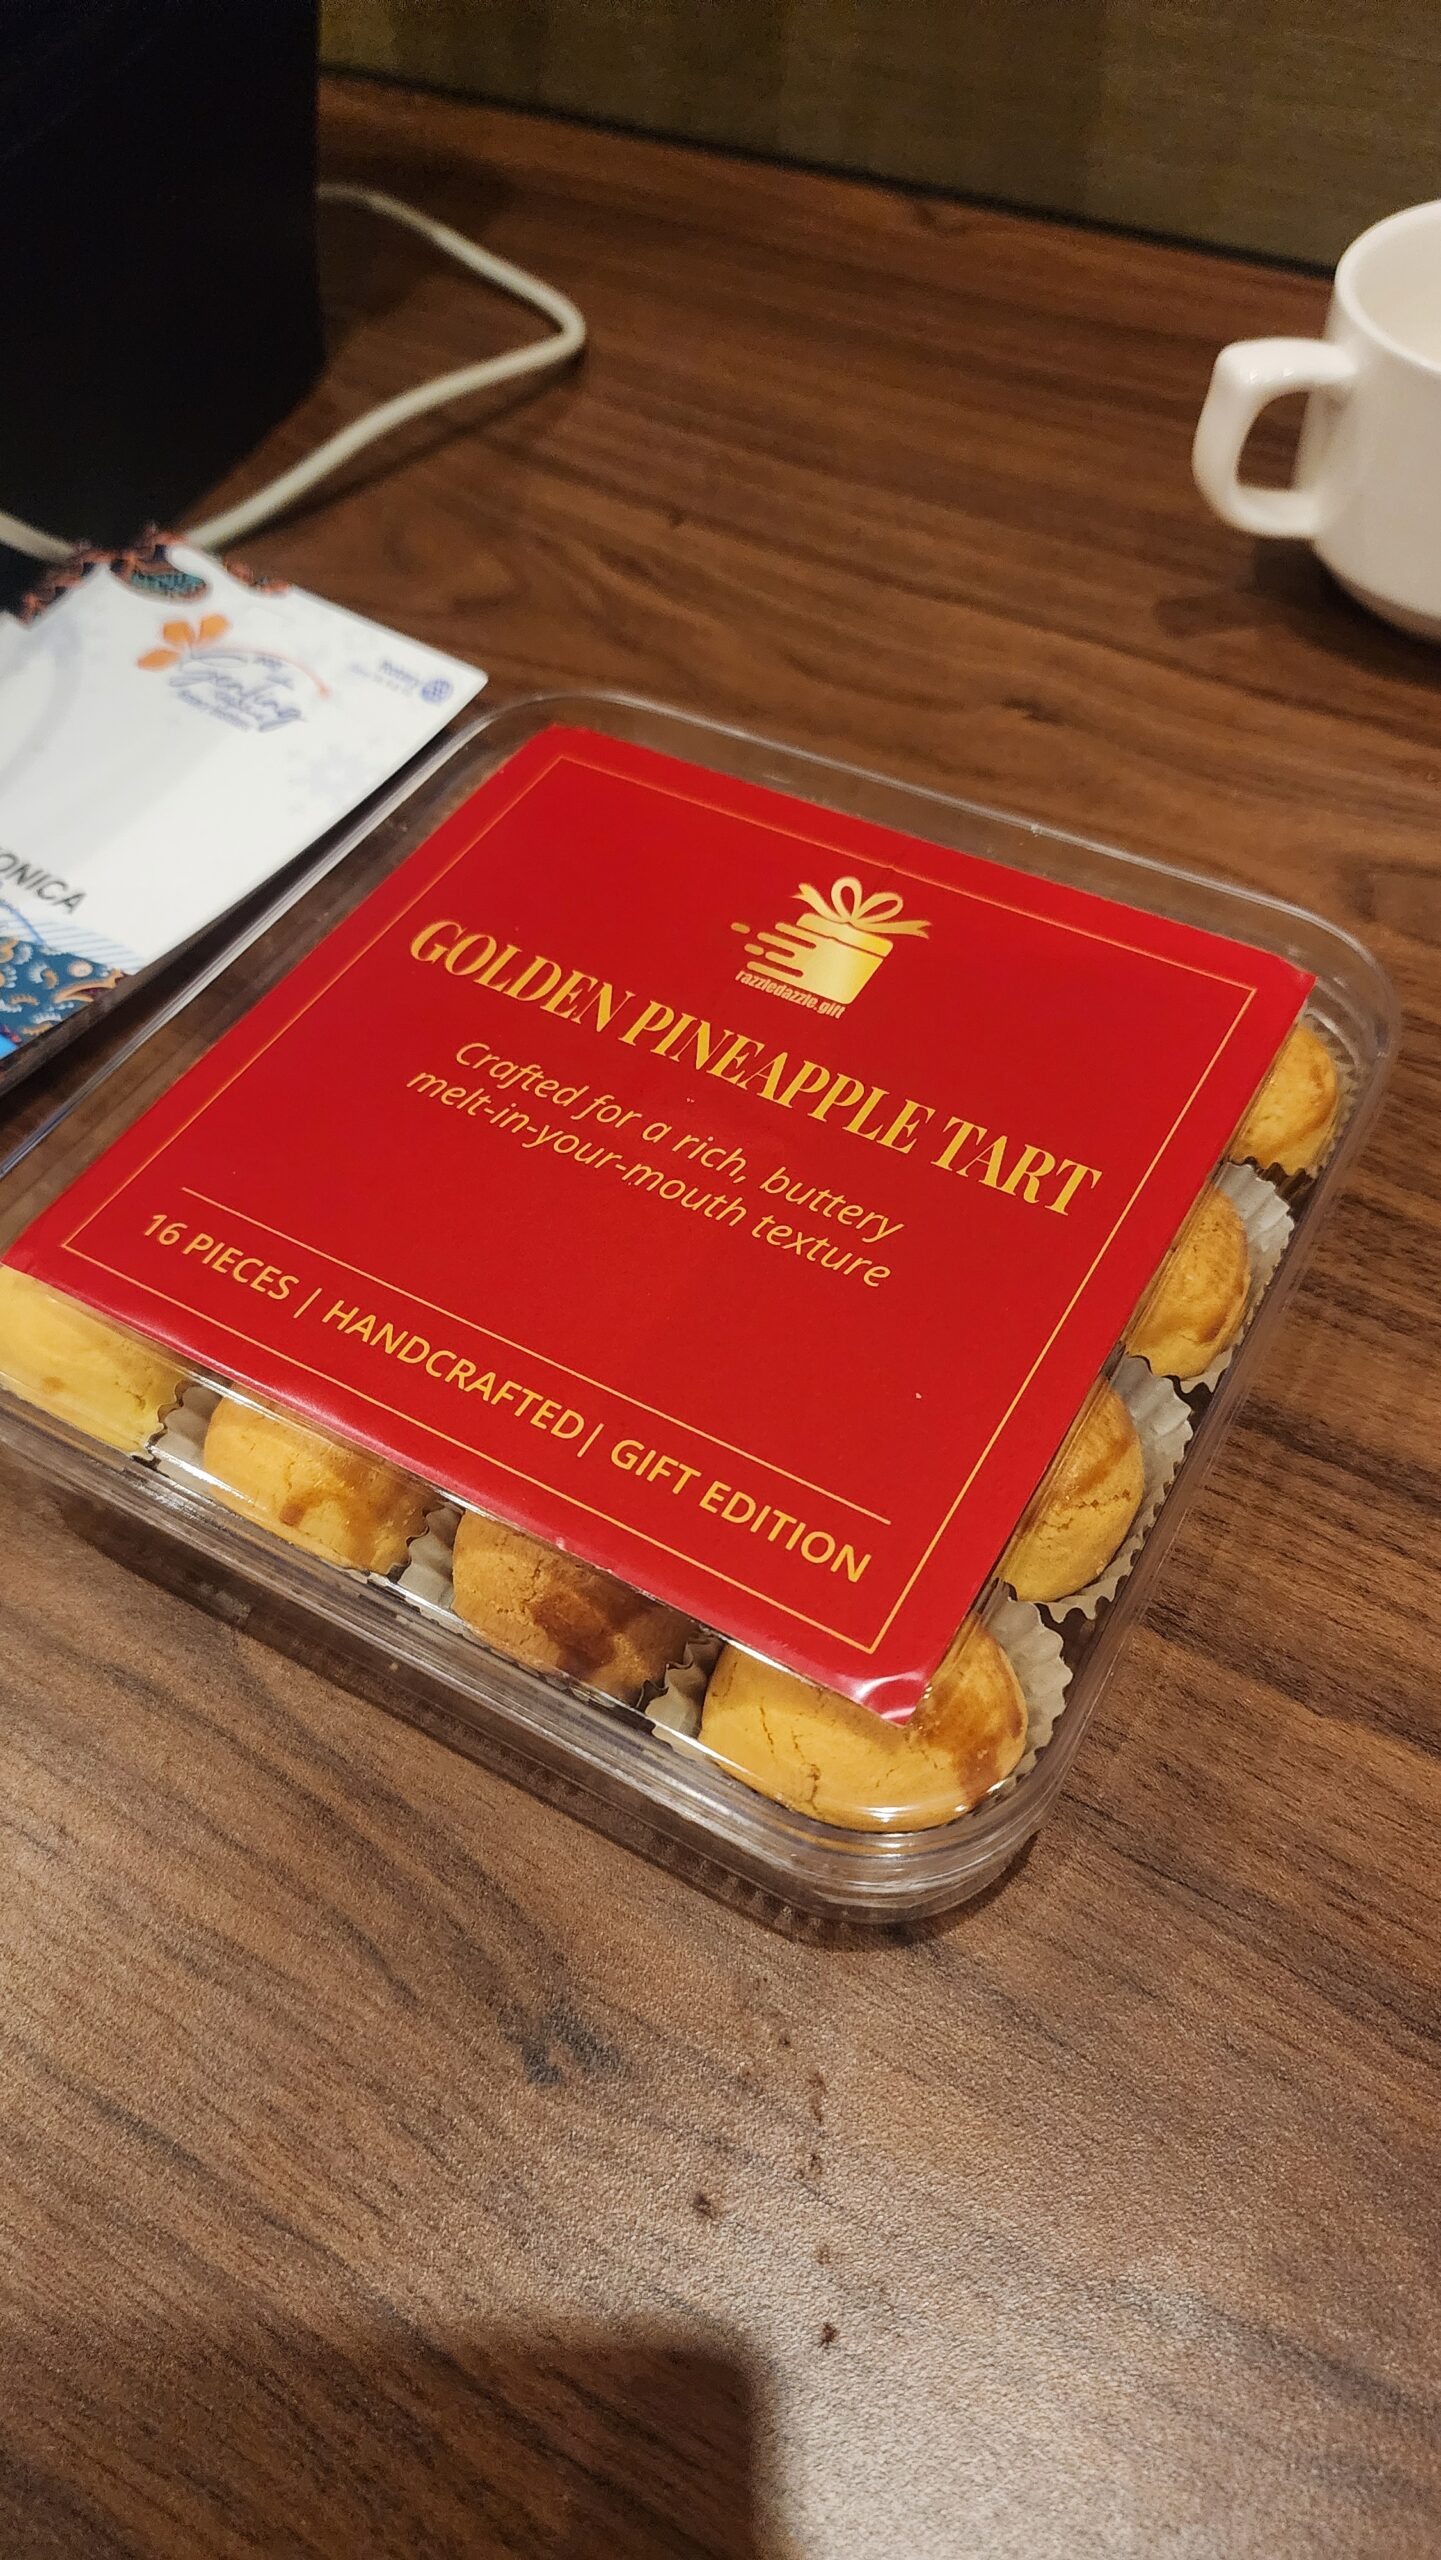 Genting
ONICA
razzledazzle.gift
GOLDEN PINEAPPLE TART
Crafted for a rich, buttery
melt-in-your-mouth texture
16 PIECES | HANDCRAFTED| GIFT EDITION